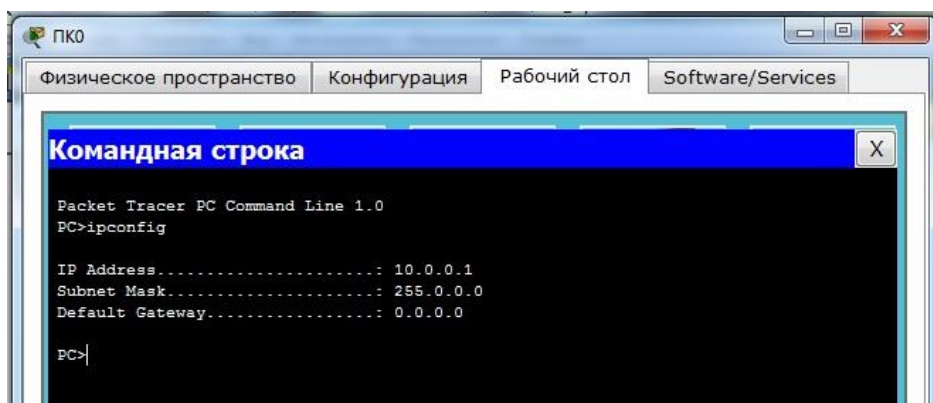 ПК0
Физическое пространство Конфигурация Рабочий стол Software/Services
Командная строка X
Packet Tracer PC Command Line 1.0
PC>ipconfig
IP Address......................: 10.0.0.1
Subnet Mask.....................: 255.0.0.0
Default Gateway.................: 0.0.0.0
PC>